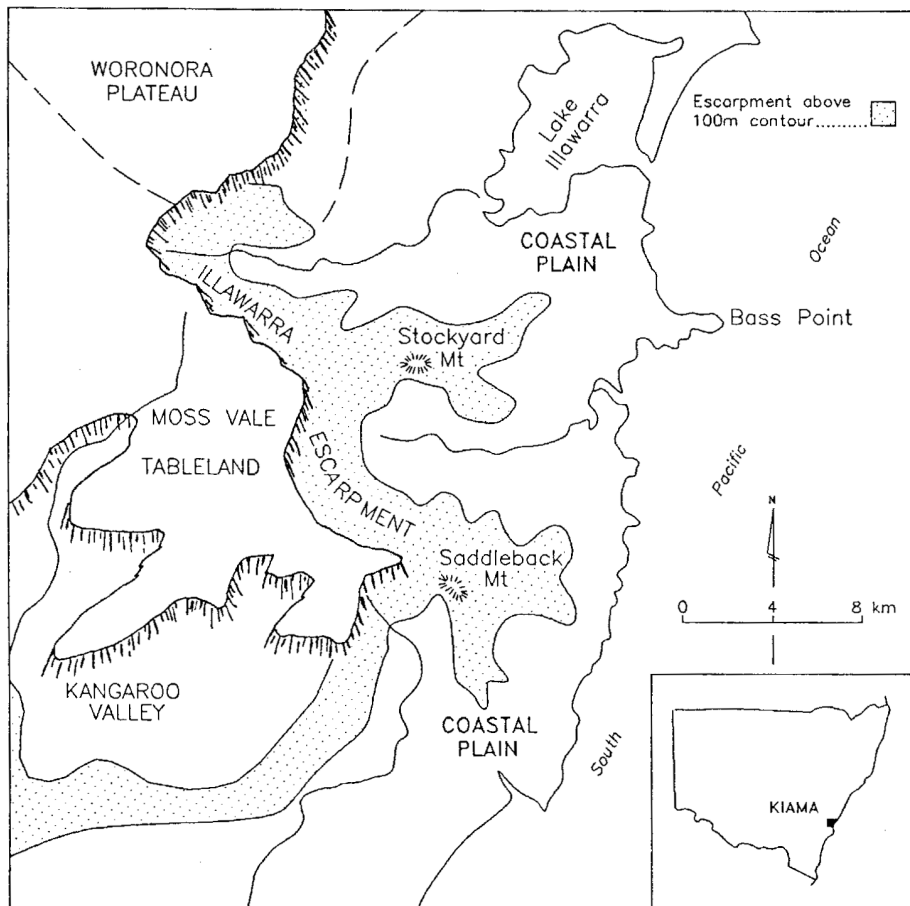 WORONORA
PLATEAU
Lake
Illawarra
Escarpment above
100m contour..........
COASTAL
PLAIN
Ocean
ILLAWARRA
Bass Point
Stockyard
Mt
MOSS VALE
TABLELAND
ESCARPMENT
Pacific
N
Saddleback
Mt
0 4 8 km
KANGAROO
VALLEY
COASTAL
PLAIN
South
KIAMA